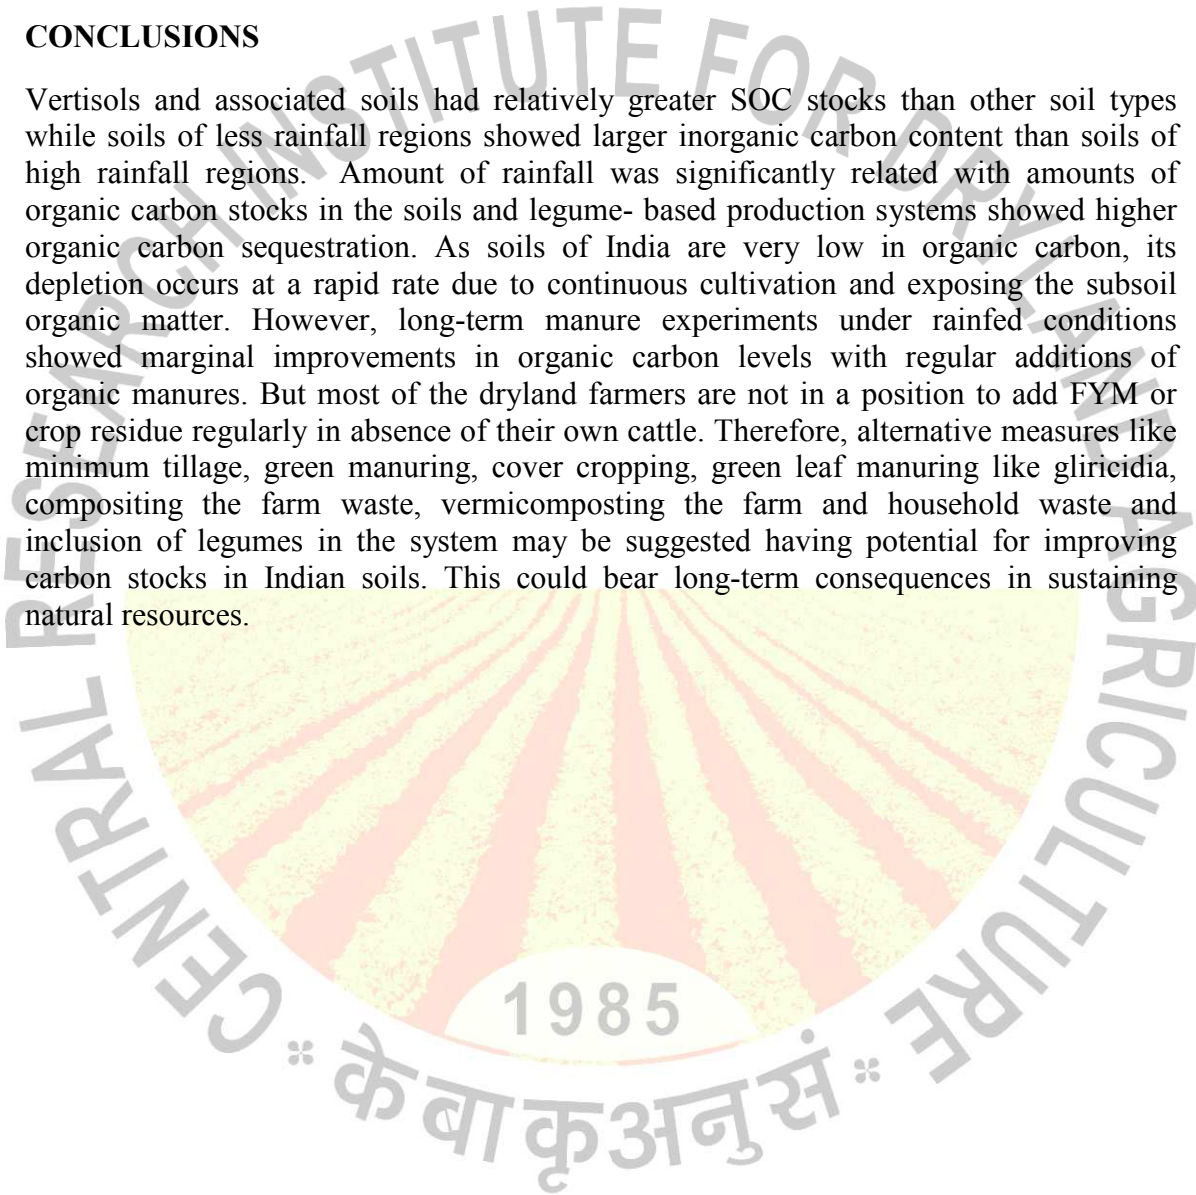 CONCLUSIONS
Vertisols and associated soils had relatively greater SOC stocks than other soil types
while soils of less rainfall regions showed larger inorganic carbon content than soils of
high rainfall regions. Amount of rainfall was significantly related with amounts of
organic carbon stocks in the soils and legume- based production systems showed higher
organic carbon sequestration. As soils of India are very low in organic carbon, its
depletion occurs at a rapid rate due to continuous cultivation and exposing the subsoil
organic matter. However, long-term manure experiments under rainfed conditions
showed marginal improvements in organic carbon levels with regular additions of
organic manures. But most of the dryland farmers are not in a position to add FYM or
crop residue regularly in absence of their own cattle. Therefore, alternative measures like
minimum tillage, green manuring, cover cropping, green leaf manuring like gliricidia,
compositing the farm waste, vermicomposting the farm and household waste and
inclusion of legumes in the system may be suggested having potential for improving
carbon stocks in Indian soils. This could bear long-term consequences in sustaining
natural resources.
CENTRAL RESEARCH INSTITUTE FOR DRYLAND AGRICULTURE
1985
केवाकृअनुसं